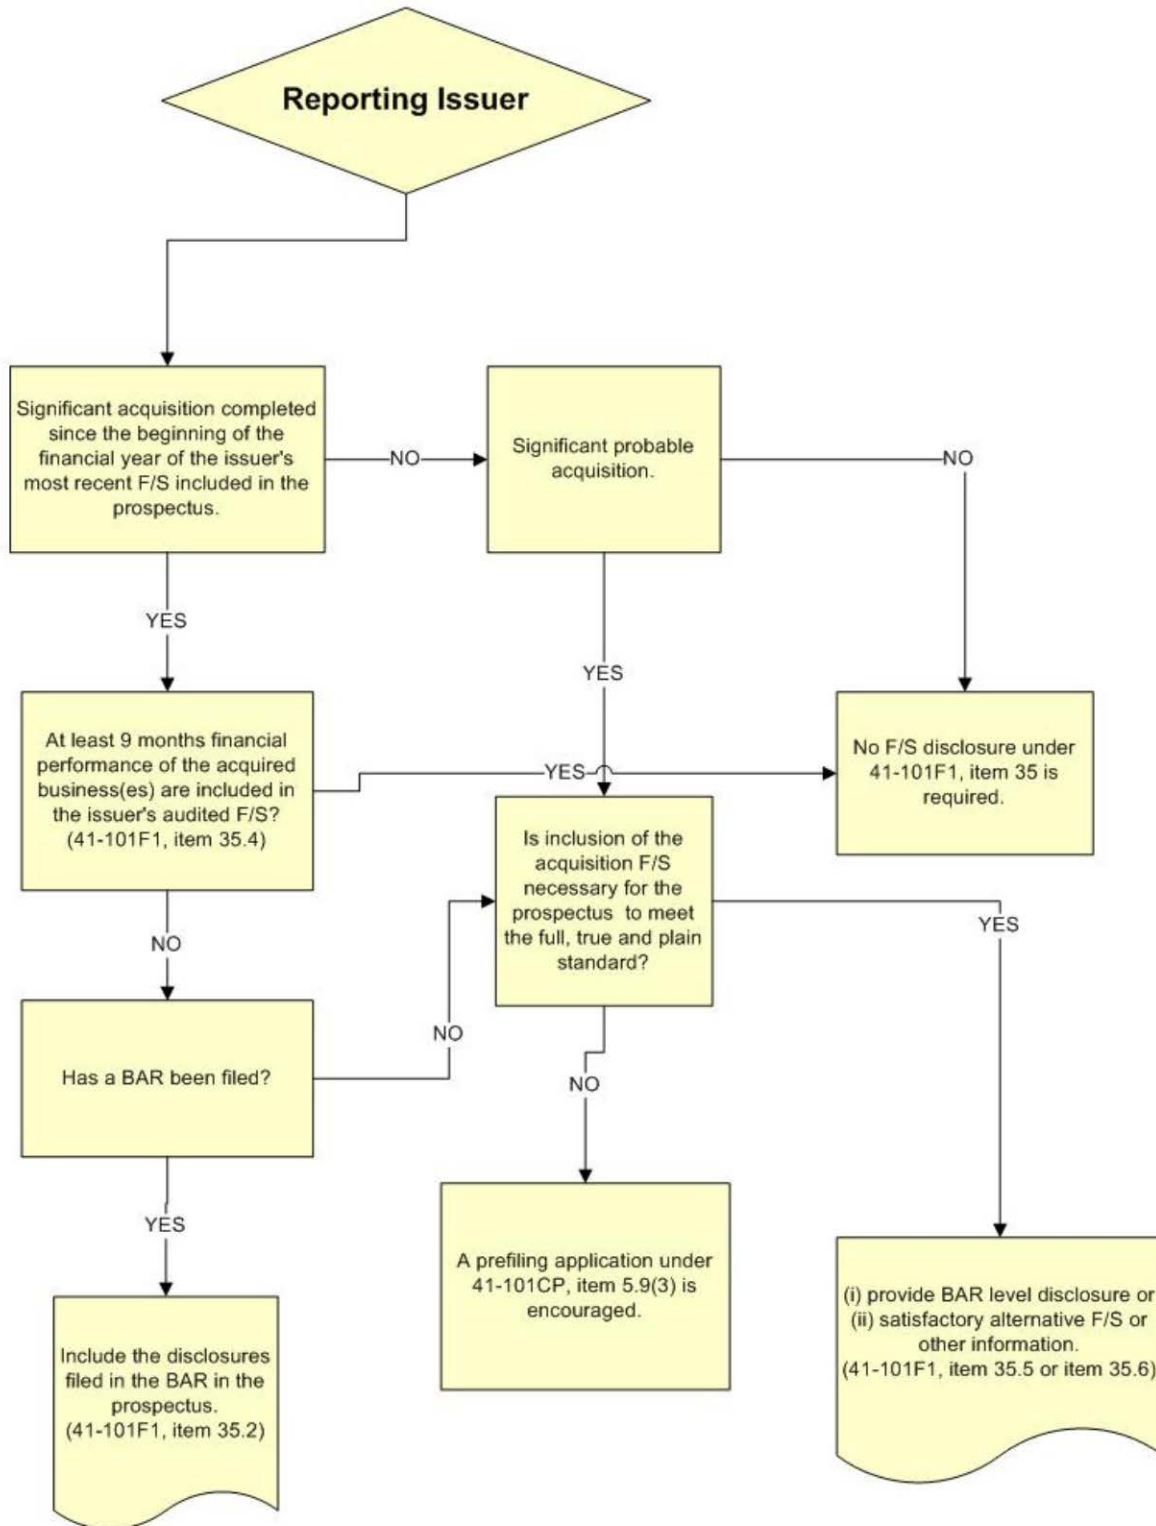 Reporting Issuer
Significant acquisition completed
since the beginning of the
financial year of the issuer's
most recent F/S included in the
prospectus.
NO
Significant probable
acquisition.
NO
YES
YES
At least 9 months financial
performance of the acquired
business(es) are included in
the issuer's audited F/S?
(41-101F1, item 35.4)
YES
No F/S disclosure under
41-101F1, item 35 is
required.
Is inclusion of the
acquisition F/S
necessary for the
prospectus to meet
the full, true and plain
standard?
YES
NO
Has a BAR been filed?
NO
NO
YES
A prefiling application under
41-101CP, item 5.9(3) is
encouraged.
(i) provide BAR level disclosure or
(ii) satisfactory alternative F/S or
other information.
(41-101F1, item 35.5 or item 35.6)
Include the disclosures
filed in the BAR in the
prospectus.
(41-101F1, item 35.2)